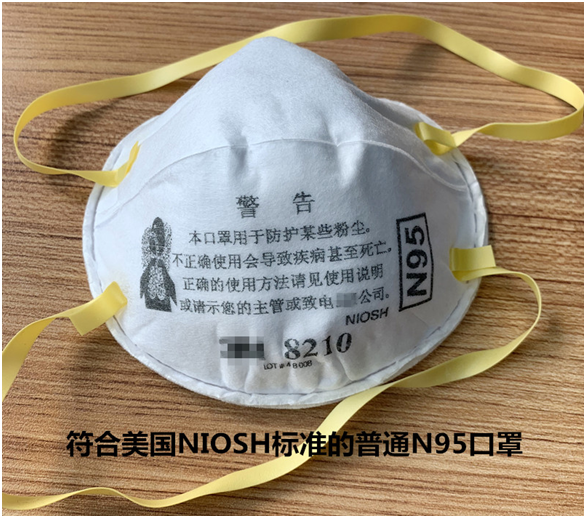 警 告
本口罩用于防护某些粉尘。
不正确使用会导致疾病甚至死亡。
正确的使用方法请见使用说明
或请示您的主管或致电 公司。
N95
NIOSH
8210
符合美国NIOSH标准的普通N95口罩